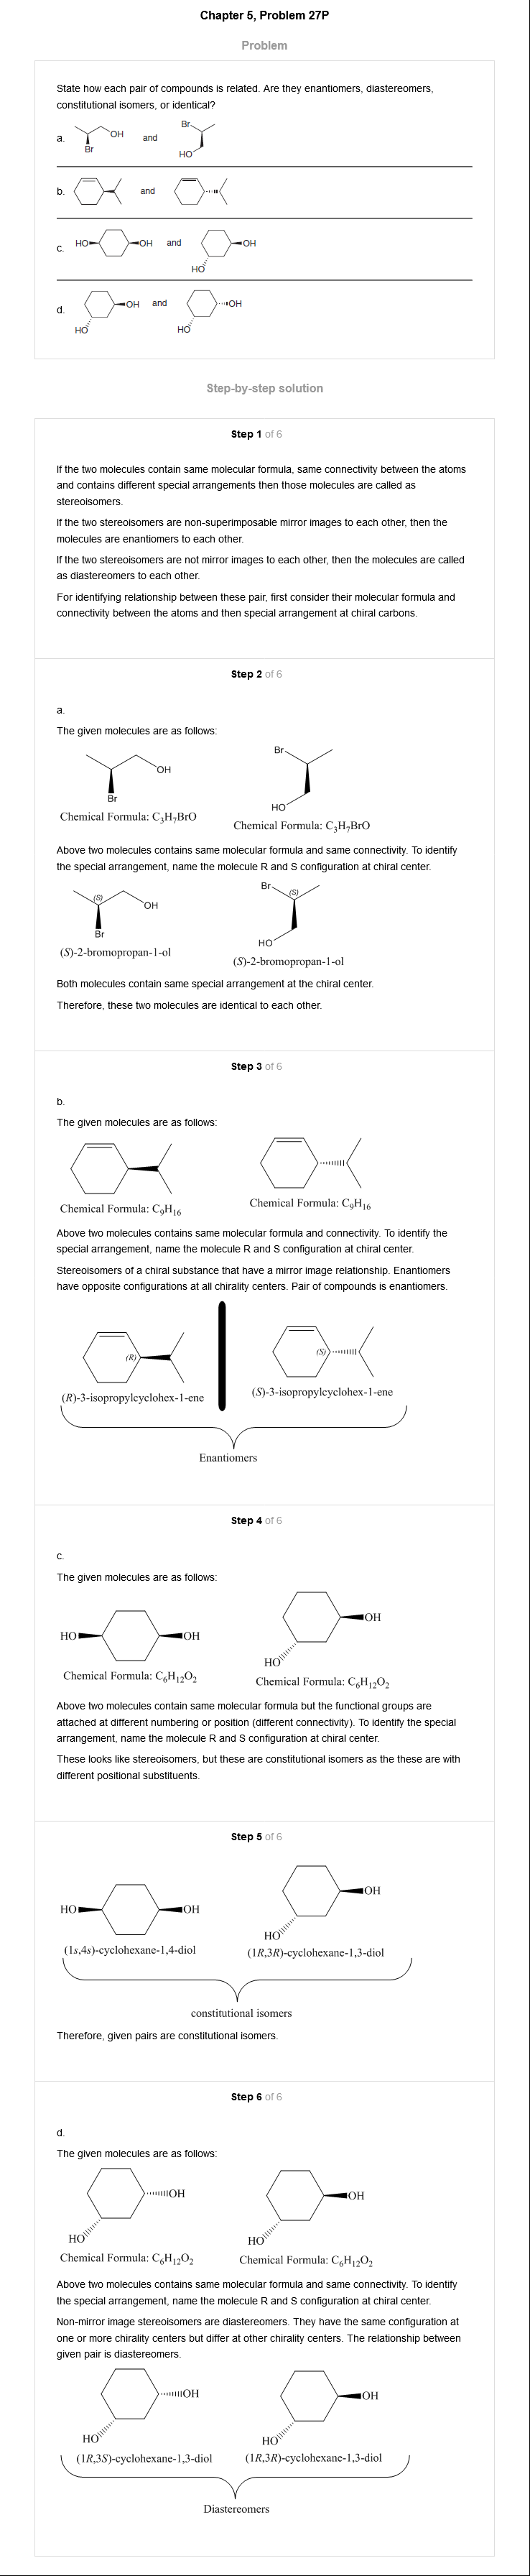 Chapter 5, Problem 27P
Problem
State how each pair of compounds is related. Are they enantiomers, diastereomers,
constitutional isomers, or identical?
a. OH Br and Br HO
b. and
c. HO OH and OH HO
d. OH HO and OH HO
Step-by-step solution
Step 1 of 6
If the two molecules contain same molecular formula, same connectivity between the atoms
and contains different special arrangements then those molecules are called as
stereoisomers.
If the two stereoisomers are non-superimposable mirror images to each other, then the
molecules are enantiomers to each other.
If the two stereoisomers are not mirror images to each other, then the molecules are called
as diastereomers to each other.
For identifying relationship between these pair, first consider their molecular formula and
connectivity between the atoms and then special arrangement at chiral carbons.
Step 2 of 6
a.
The given molecules are as follows:
Br
OH
Br
HO
Chemical Formula: C₃H₇BrO
Chemical Formula: C₃H₇BrO
Above two molecules contains same molecular formula and same connectivity. To identify
the special arrangement, name the molecule R and S configuration at chiral center.
Br
(S)
(S)
OH
Br
HO
(S)-2-bromopropan-1-ol
(S)-2-bromopropan-1-ol
Both molecules contain same special arrangement at the chiral center.
Therefore, these two molecules are identical to each other.
Step 3 of 6
b.
The given molecules are as follows:
Chemical Formula: C₉H₁₆
Chemical Formula: C₉H₁₆
Above two molecules contains same molecular formula and connectivity. To identify the
special arrangement, name the molecule R and S configuration at chiral center.
Stereoisomers of a chiral substance that have a mirror image relationship. Enantiomers
have opposite configurations at all chirality centers. Pair of compounds is enantiomers.
(R)
(S)
(R)-3-isopropylcyclohex-1-ene
(S)-3-isopropylcyclohex-1-ene
Enantiomers
Step 4 of 6
c.
The given molecules are as follows:
OH
HO OH
HO
Chemical Formula: C₆H₁₂O₂
Chemical Formula: C₆H₁₂O₂
Above two molecules contain same molecular formula but the functional groups are
attached at different numbering or position (different connectivity). To identify the special
arrangement, name the molecule R and S configuration at chiral center.
These looks like stereoisomers, but these are constitutional isomers as the these are with
different positional substituents.
Step 5 of 6
OH
HO OH
HO
(1s,4s)-cyclohexane-1,4-diol
(1R,3R)-cyclohexane-1,3-diol
constitutional isomers
Therefore, given pairs are constitutional isomers.
Step 6 of 6
d.
The given molecules are as follows:
OH OH
HO HO
Chemical Formula: C₆H₁₂O₂
Chemical Formula: C₆H₁₂O₂
Above two molecules contains same molecular formula and same connectivity. To identify
the special arrangement, name the molecule R and S configuration at chiral center.
Non-mirror image stereoisomers are diastereomers. They have the same configuration at
one or more chirality centers but differ at other chirality centers. The relationship between
given pair is diastereomers.
OH OH
HO HO
(1R,3S)-cyclohexane-1,3-diol
(1R,3R)-cyclohexane-1,3-diol
Diastereomers